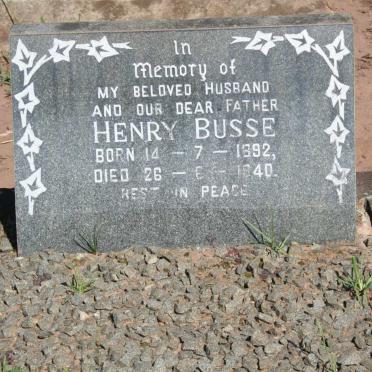 In
Memory of
MY BELOVED HUSBAND
AND OUR DEAR FATHER
HENRY BUSSE
BORN 14 – 7 – 1892,
DIED 26 – – 1940.
REST IN PEACE